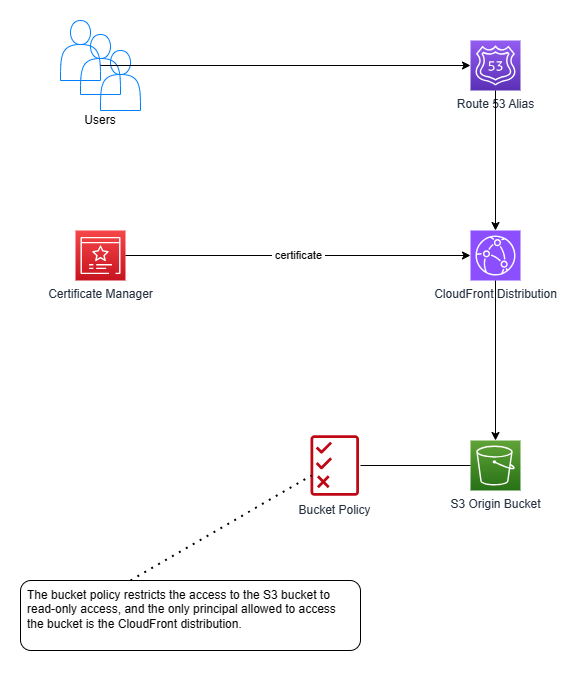 53
Users
Route 53 Alias
certificate
Certificate Manager
CloudFront Distribution
Bucket Policy
S3 Origin Bucket
The bucket policy restricts the access to the S3 bucket to
read-only access, and the only principal allowed to access
the bucket is the CloudFront distribution.